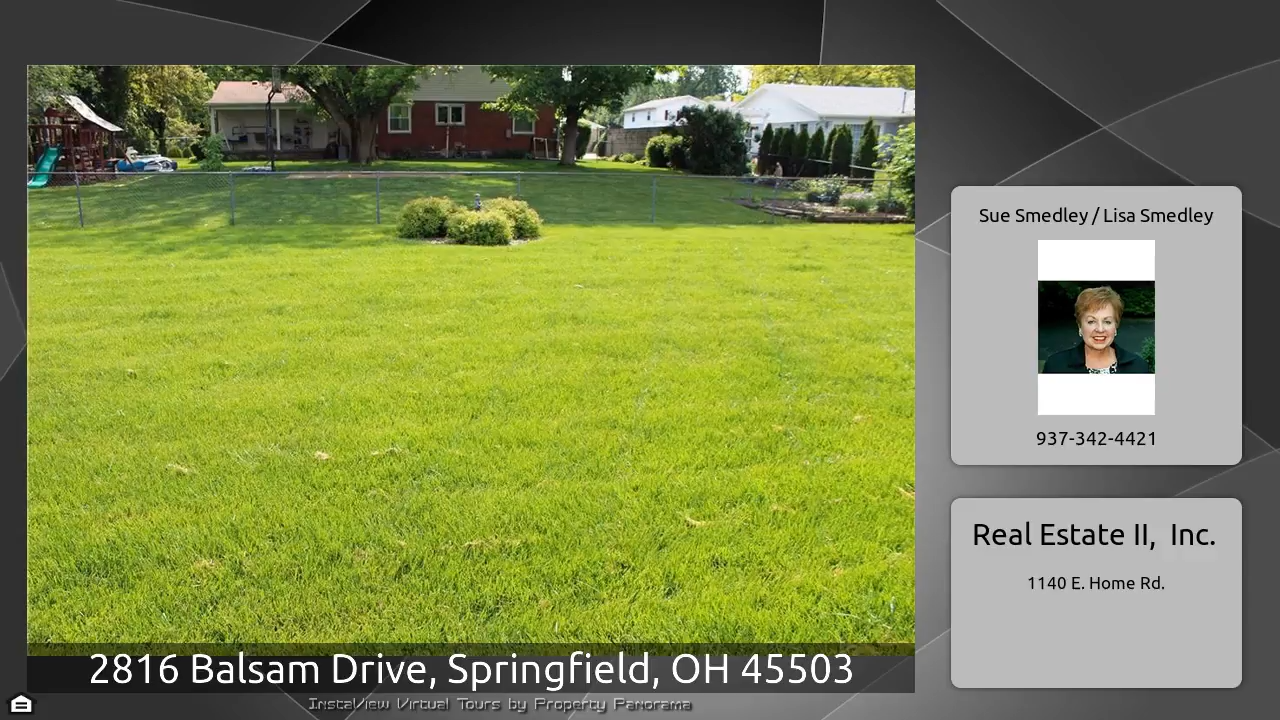 Sue Smedley / Lisa Smedley
937-342-4421
Real Estate II, Inc.
1140 E. Home Rd.
2816 Balsam Drive, Springfield, OH 45503
InstaView Virtual Tours by Property Panorama